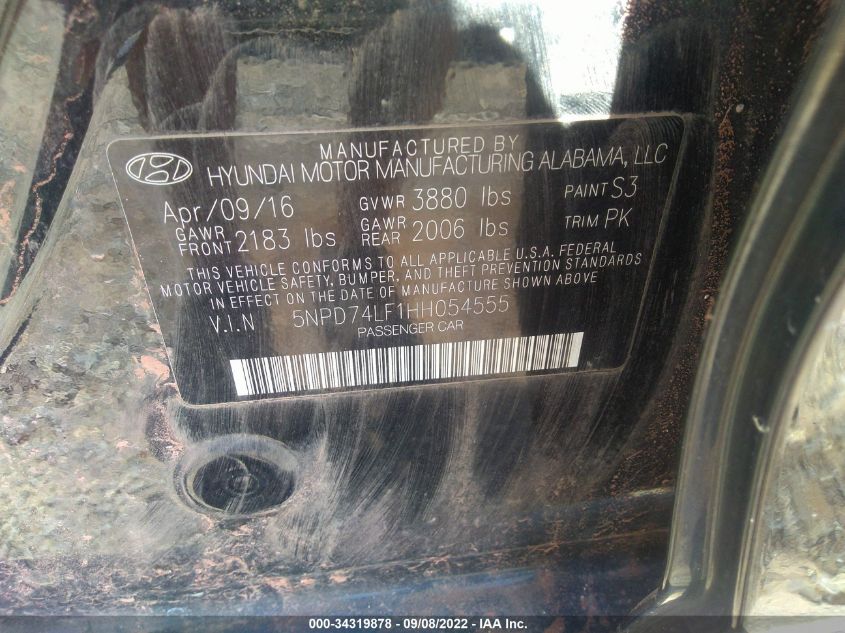 MANUFACTURED BY
HYUNDAI MOTOR MANUFACTURING ALABAMA, LLC
Apr/09/16 GVWR 3880 lbs PAINT S3
GAWR FRONT 2183 lbs GAWR REAR 2006 lbs TRIM PK
THIS VEHICLE CONFORMS TO ALL APPLICABLE U.S.A. FEDERAL
MOTOR VEHICLE SAFETY, BUMPER, AND THEFT PREVENTION STANDARDS
IN EFFECT ON THE DATE OF MANUFACTURE SHOWN ABOVE
V.I.N 5NPD74LF1HH054555
PASSENGER CAR
000-34319878 - 09/08/2022 - IAA Inc.